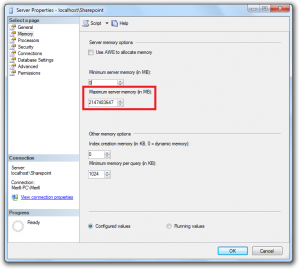 Server Properties - localhost\Sharepoint
Select a page
General
Memory
Processors
Security
Connections
Database Settings
Advanced
Permissions
Script
Help
Server memory options
Use AWE to allocate memory
Minimum server memory (in MB):
0
Maximum server memory (in MB):
2147483647
Other memory options
Index creation memory (in KB, 0 = dynamic memory)
0
Minimum memory per query (in KB):
1024
Connection
Server:
localhost\Sharepoint
Connection:
View connection properties
Progress
Ready
Configured values
Running values
OK
Cancel